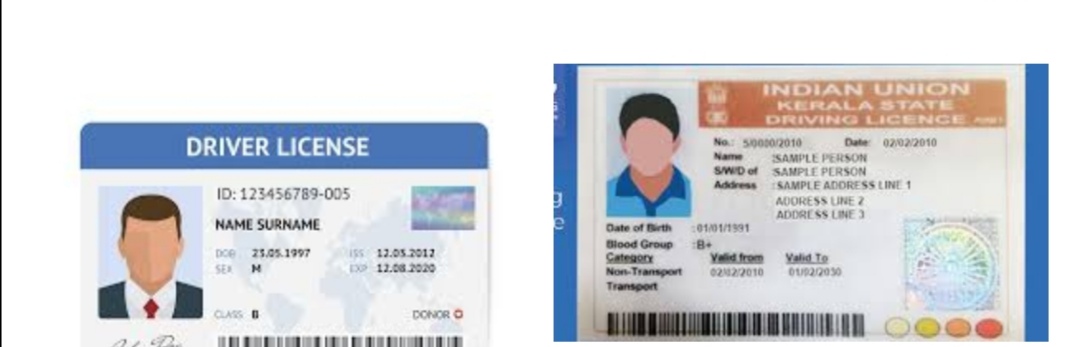 DRIVER LICENSE
ID: 123456789-005
NAME SURNAME
DOB 23.05.1997 ISS 12.05.2012
SEX M EXP 12.08.2020
CLASS B DONOR
INDIAN UNION
KERALA STATE
DRIVING LICENCE
No.: 5/0000/2010 Date: 02/02/2010
Name :SAMPLE PERSON
S/W/D of :SAMPLE PERSON
Address :SAMPLE ADDRESS LINE 1
ADDRESS LINE 2
ADDRESS LINE 3
Date of Birth :01/01/1991
Blood Group :B+
Category Valid from Valid To
Non-Transport 02/02/2010 01/02/2030
Transport